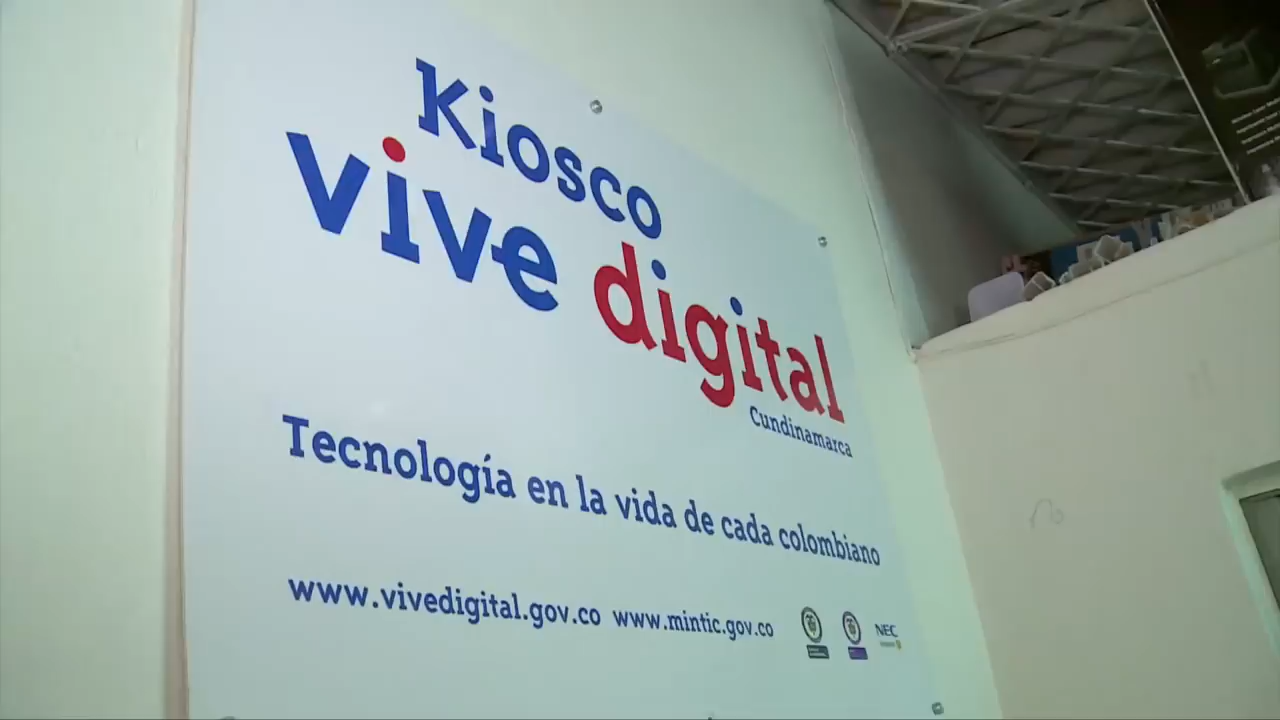 Kiosco
vive digital
Cundinamarca
Tecnología en la vida de cada colombiano
www.vivedigital.gov.co www.mintic.gov.co
NEC